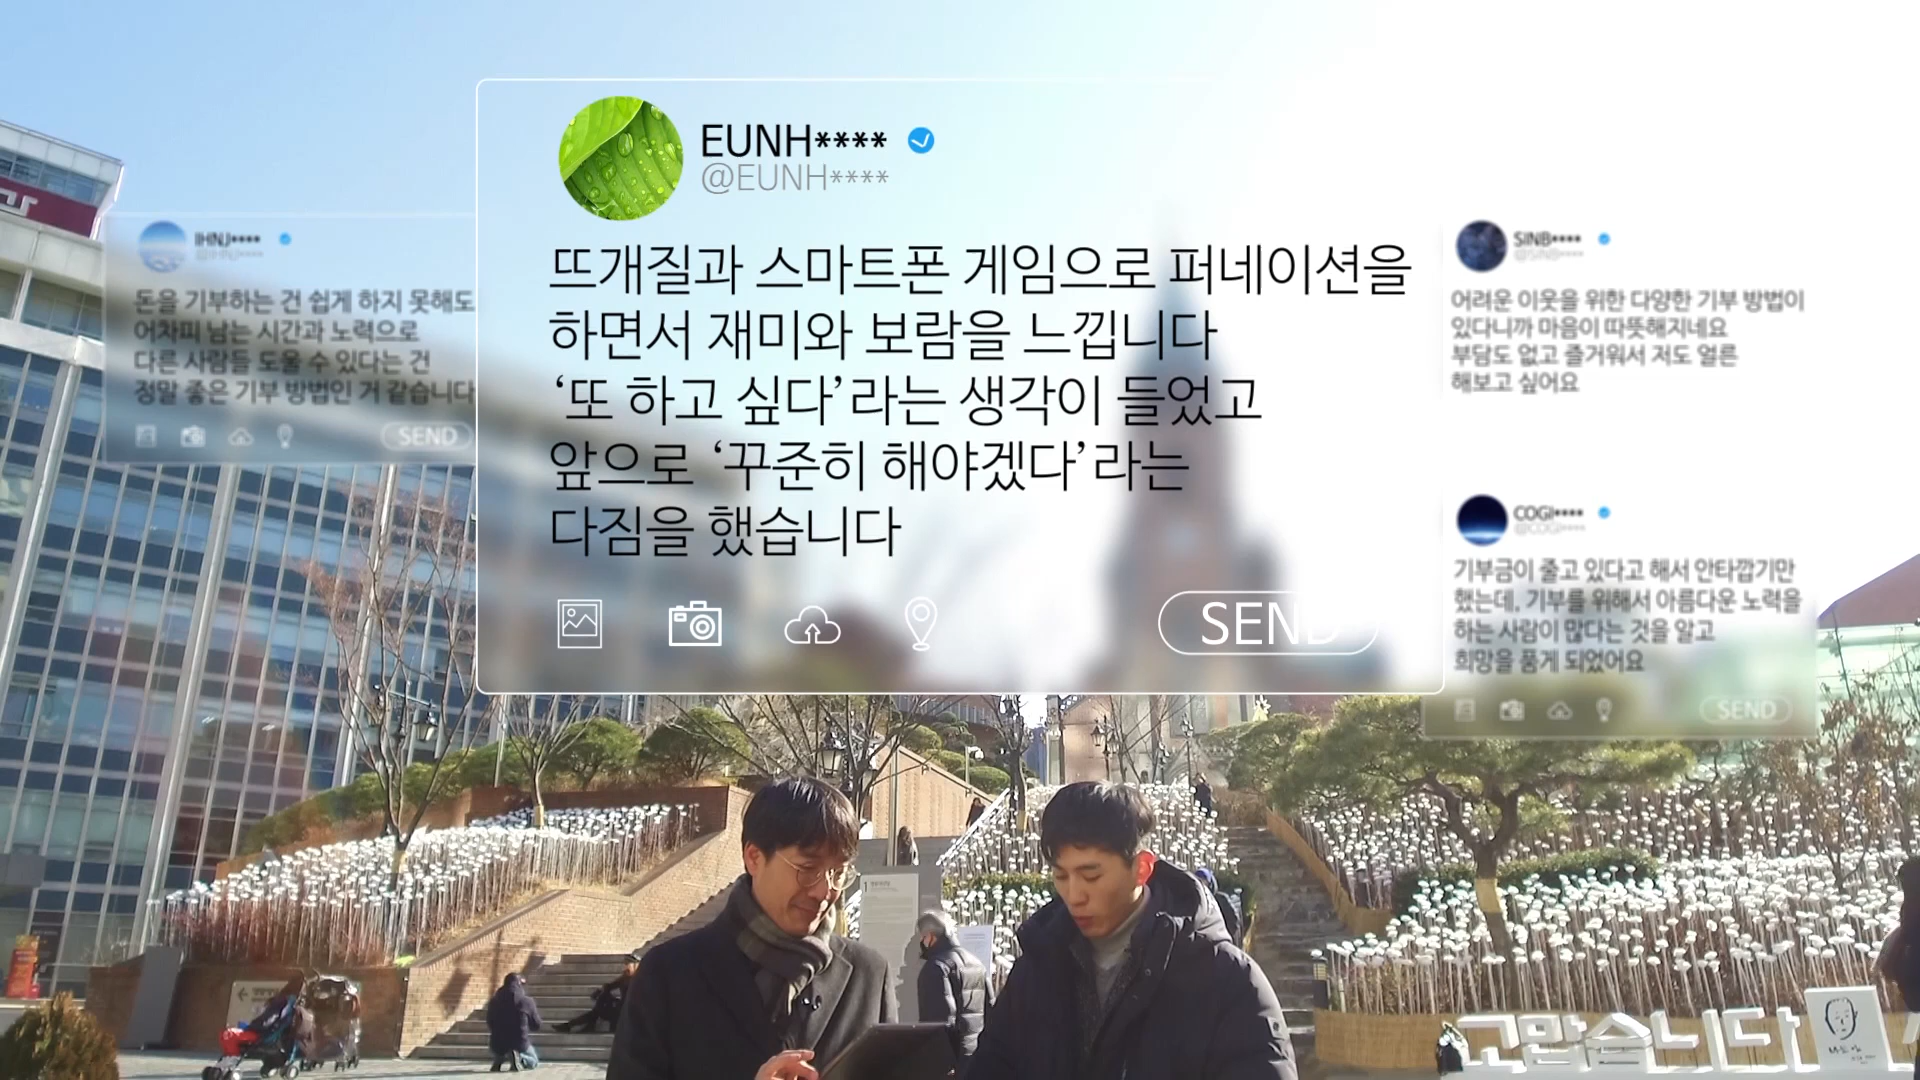 EUNH****
@EUNH****
뜨개질과 스마트폰 게임으로 퍼네이션을
하면서 재미와 보람을 느낍니다
‘또 하고 싶다’라는 생각이 들었고
앞으로 ‘꾸준히 해야겠다’라는
다짐을 했습니다
SEND
IHNJ****
@IHNJ****
돈을 기부하는 건 쉽게 하지 못해도
어차피 남는 시간과 노력으로
다른 사람들 도울 수 있다는 건
정말 좋은 기부 방법인 거 같습니다
SEND
SINB****
@SINB****
어려운 이웃을 위한 다양한 기부 방법이
있다니까 마음이 따뜻해지네요
부담도 없고 즐거워서 저도 얼른
해보고 싶어요
COGI****
@COGI****
기부금이 줄고 있다고 해서 안타깝기만
했는데, 기부를 위해서 아름다운 노력을
하는 사람이 많다는 것을 알고
희망을 품게 되었어요
SEND
고맙습니다